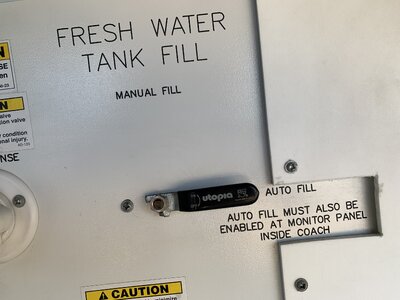 FRESH WATER
TANK FILL
MANUAL FILL
NSE
utopia
AUTO FILL
AUTO FILL MUST ALSO BE
ENABLED AT MONITOR PANEL
INSIDE COACH
CAUTION